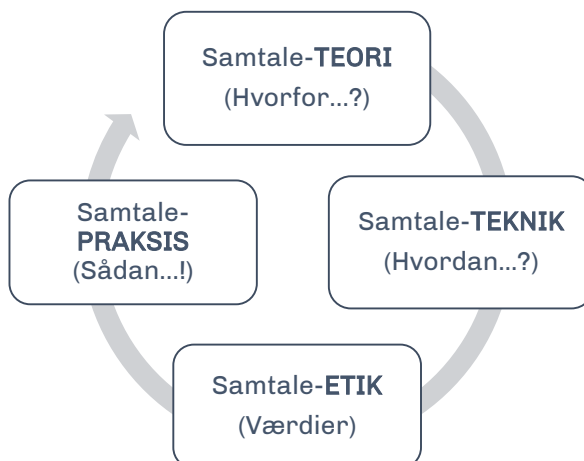 Samtale-TEORI
(Hvorfor...?)
Samtale-TEKNIK
(Hvordan...?)
Samtale-ETIK
(Værdier)
Samtale-
PRAKSIS
(Sådan...!)